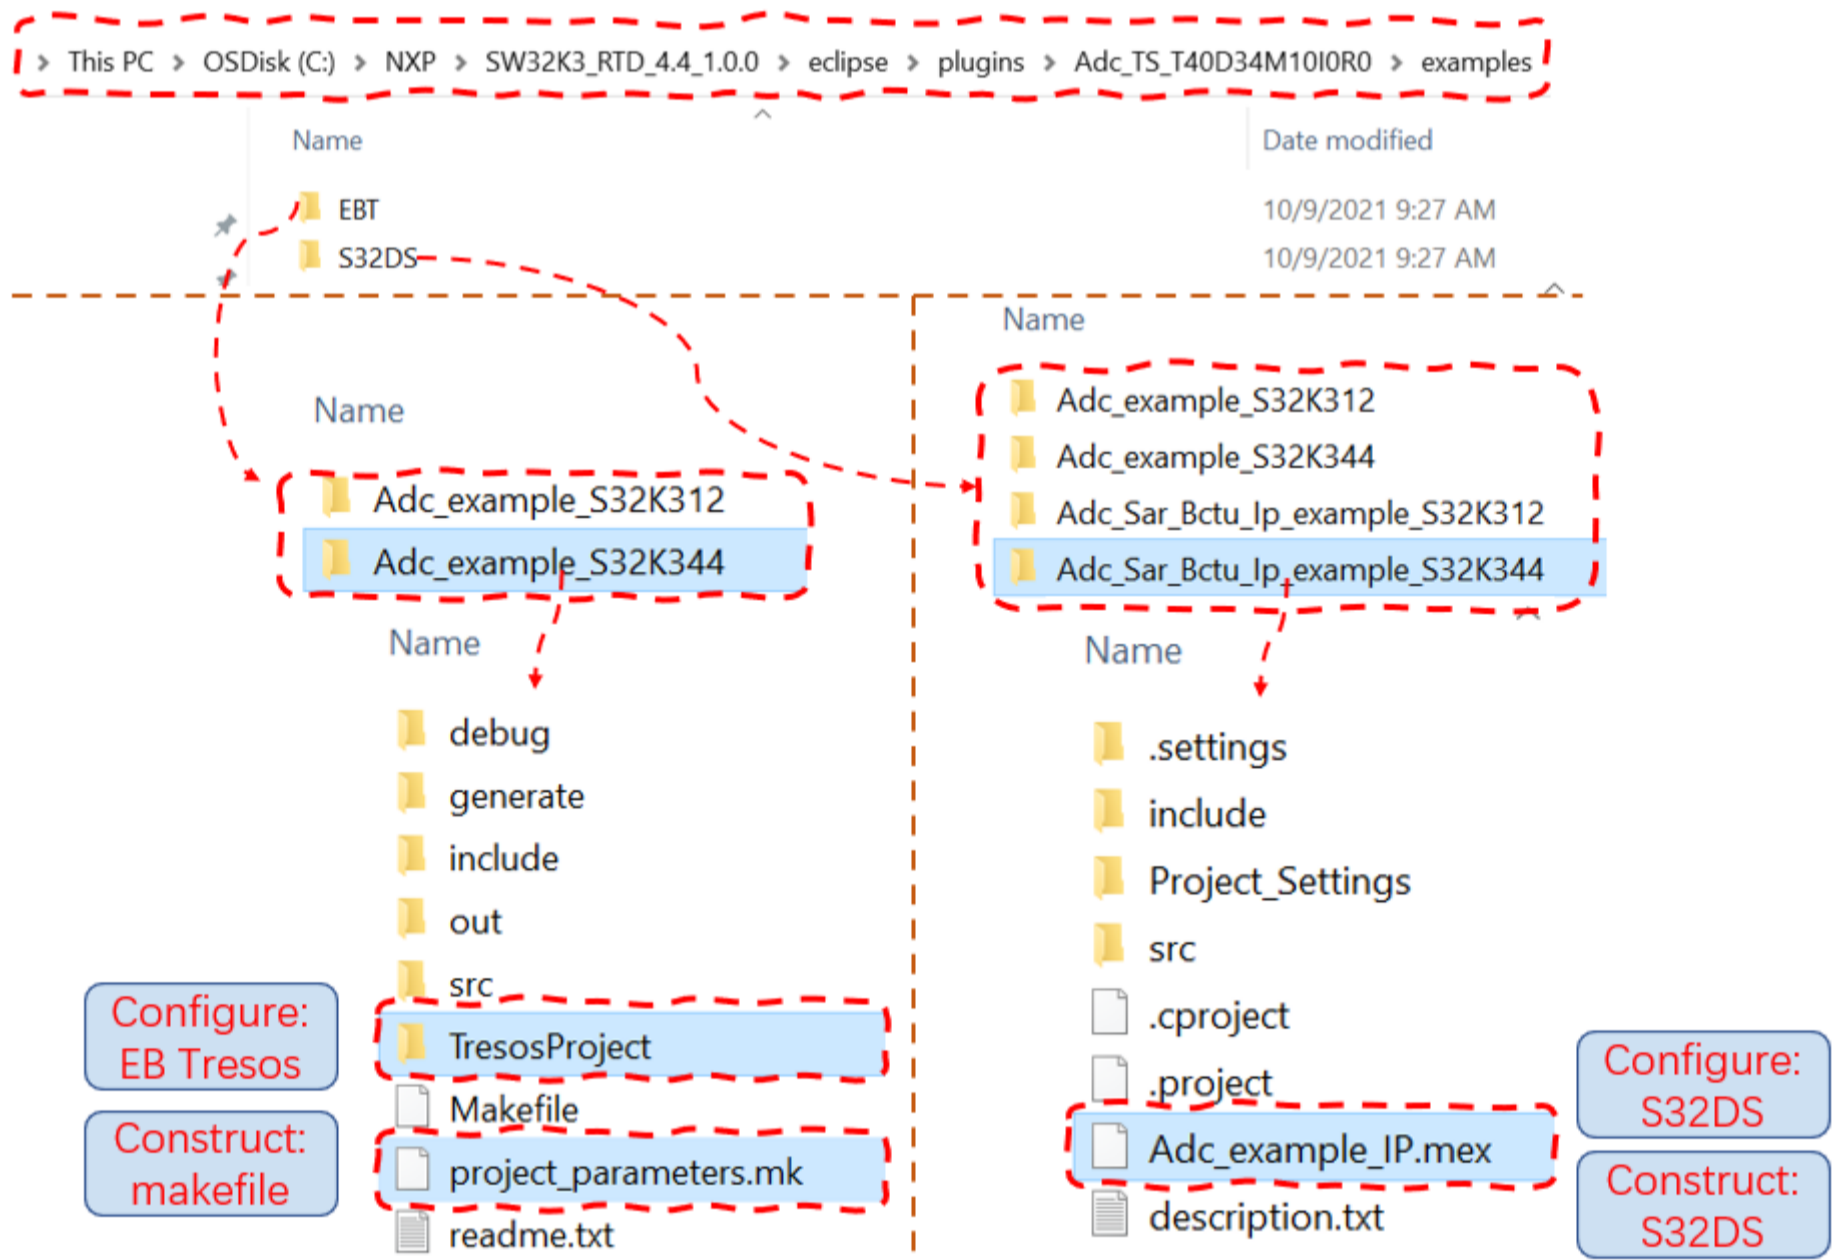 > This PC > OSDisk (C:) > NXP > SW32K3_RTD_4.4_1.0.0 > eclipse > plugins > Adc_TS_T40D34M10I0R0 > examples
Name Date modified
EBT 10/9/2021 9:27 AM
S32DS 10/9/2021 9:27 AM
Name
Adc_example_S32K312
Adc_example_S32K344
Name
debug
generate
include
out
src
TresosProject
Makefile
project_parameters.mk
readme.txt
Configure:
EB Tresos
Construct:
makefile
Name
Adc_example_S32K312
Adc_example_S32K344
Adc_Sar_Bctu_Ip_example_S32K312
Adc_Sar_Bctu_Ip_example_S32K344
Name
.settings
include
Project_Settings
src
.cproject
.project
Adc_example_IP.mex
description.txt
Configure:
S32DS
Construct:
S32DS